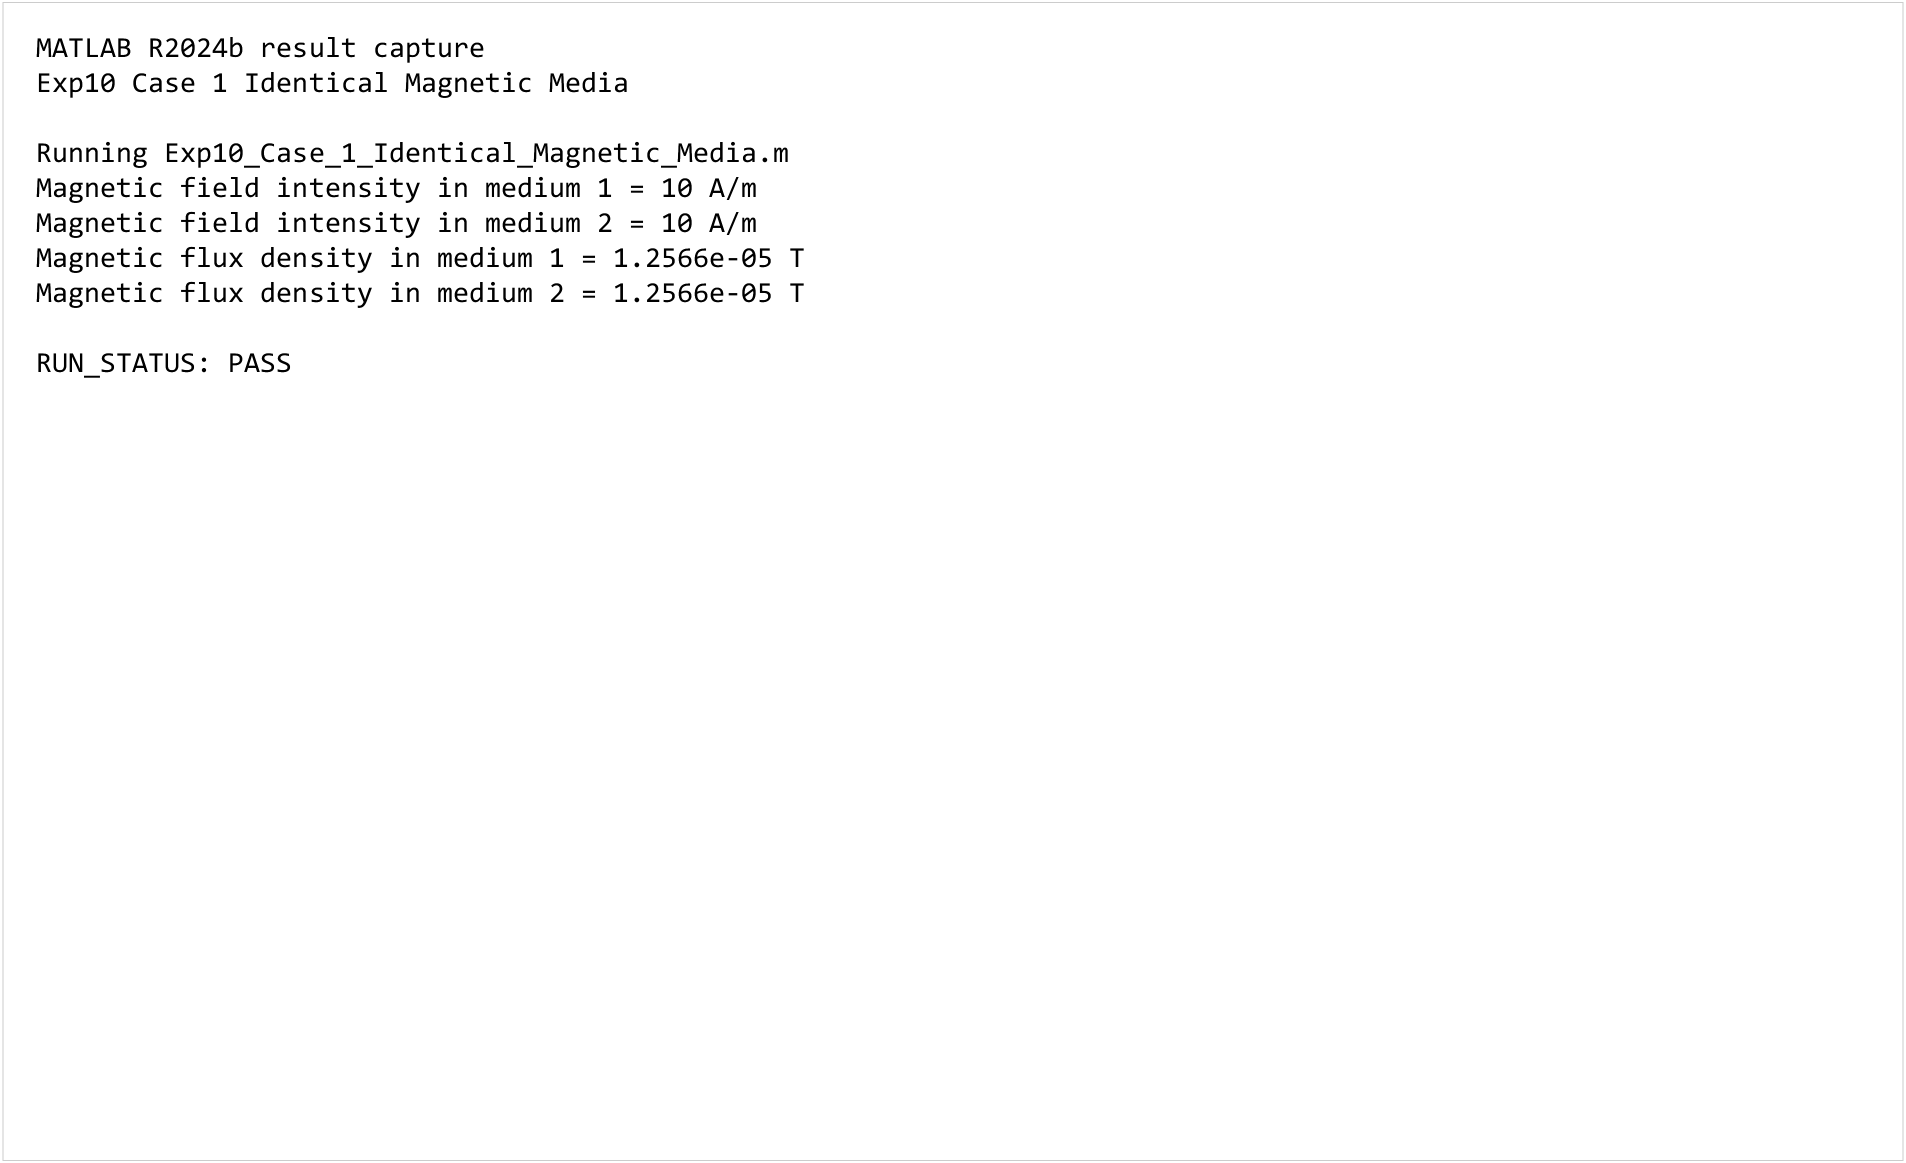 MATLAB R2024b result capture
Exp10 Case 1 Identical Magnetic Media
Running Exp10_Case_1_Identical_Magnetic_Media.m
Magnetic field intensity in medium 1 = 10 A/m
Magnetic field intensity in medium 2 = 10 A/m
Magnetic flux density in medium 1 = 1.2566e-05 T
Magnetic flux density in medium 2 = 1.2566e-05 T
RUN_STATUS: PASS